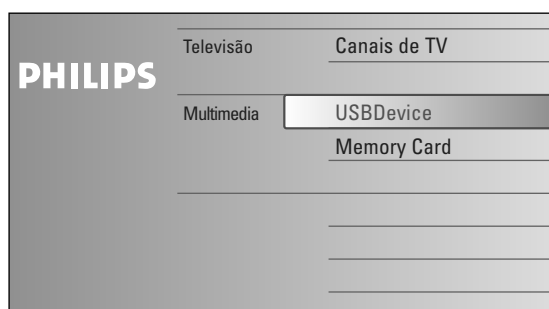 PHILIPS
Televisão Canais de TV
Multimedia USBDevice
Memory Card